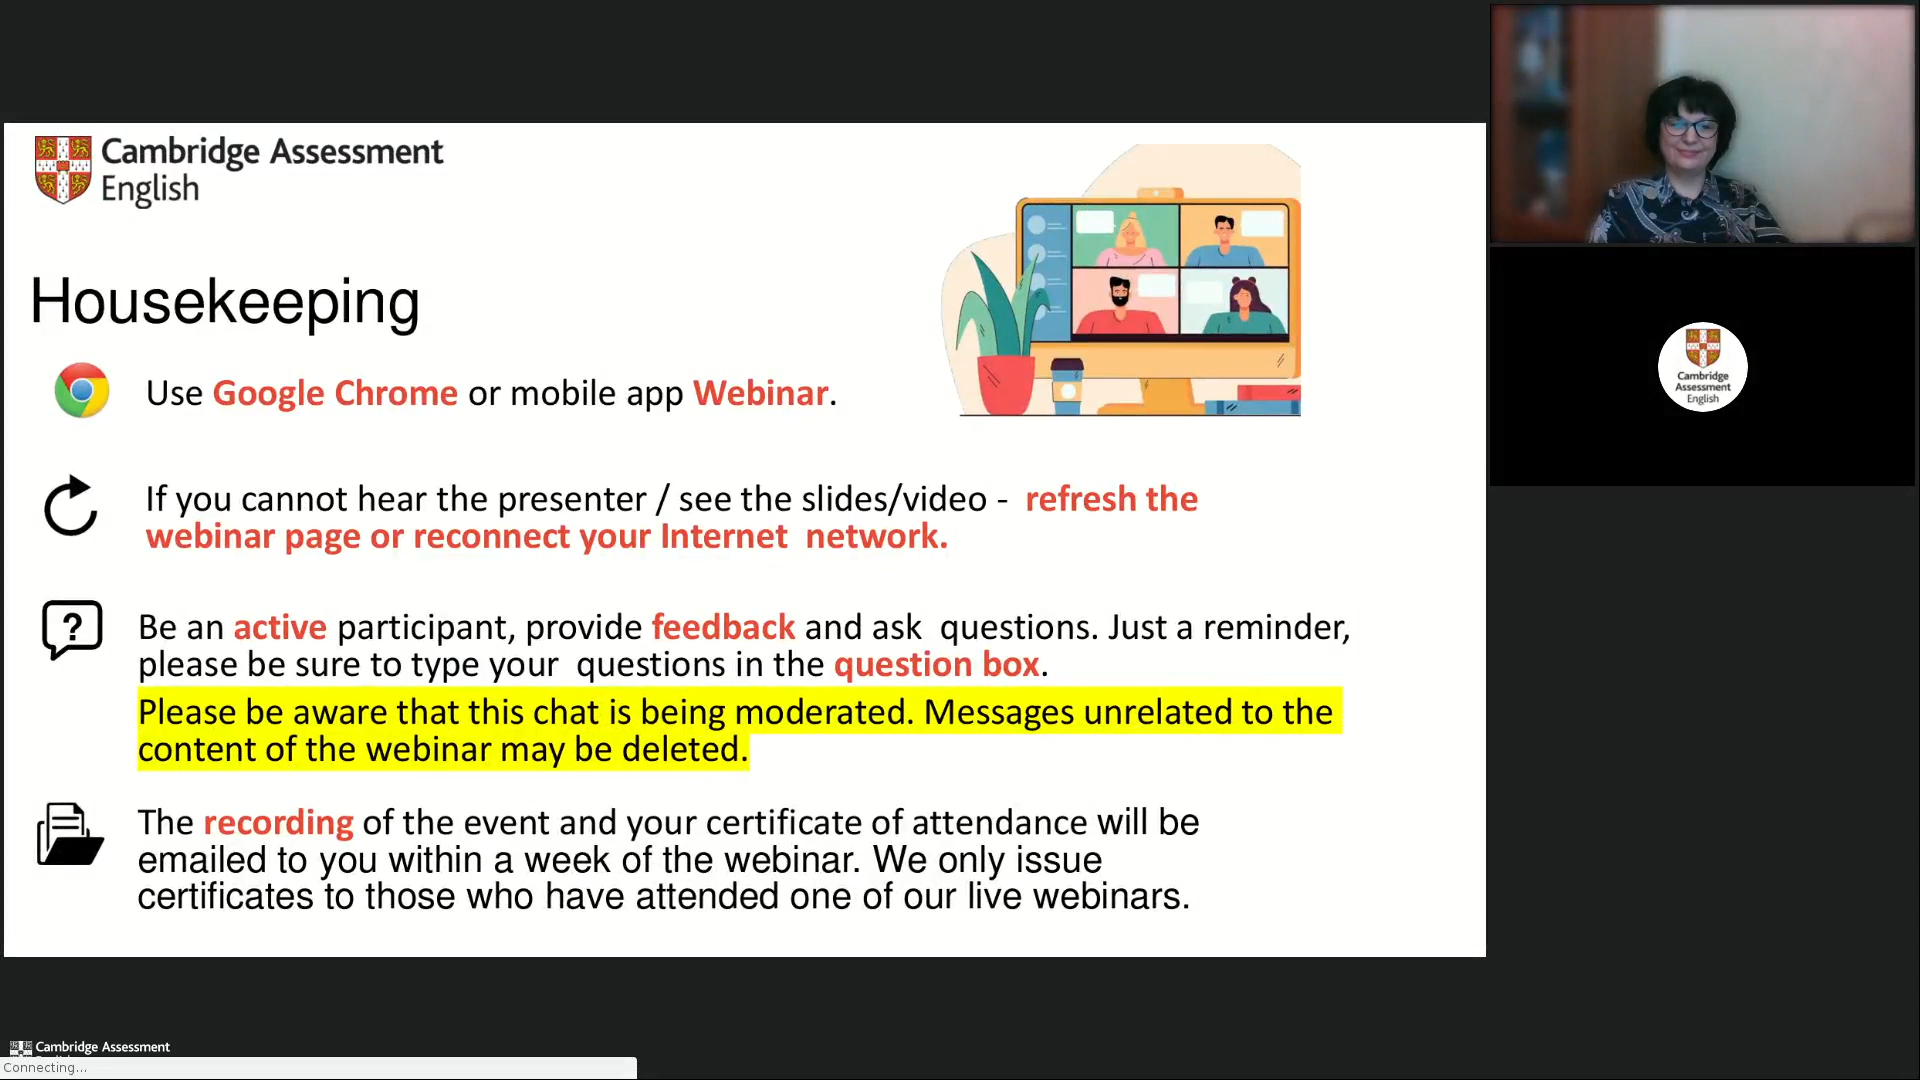 Cambridge Assessment
English
Housekeeping
Use Google Chrome or mobile app Webinar.
If you cannot hear the presenter / see the slides/video - refresh the
webinar page or reconnect your Internet network.
Be an active participant, provide feedback and ask questions. Just a reminder,
please be sure to type your questions in the question box.
Please be aware that this chat is being moderated. Messages unrelated to the
content of the webinar may be deleted.
The recording of the event and your certificate of attendance will be
emailed to you within a week of the webinar. We only issue
certificates to those who have attended one of our live webinars.
Cambridge
Assessment
English
Cambridge Assessment
Connecting...